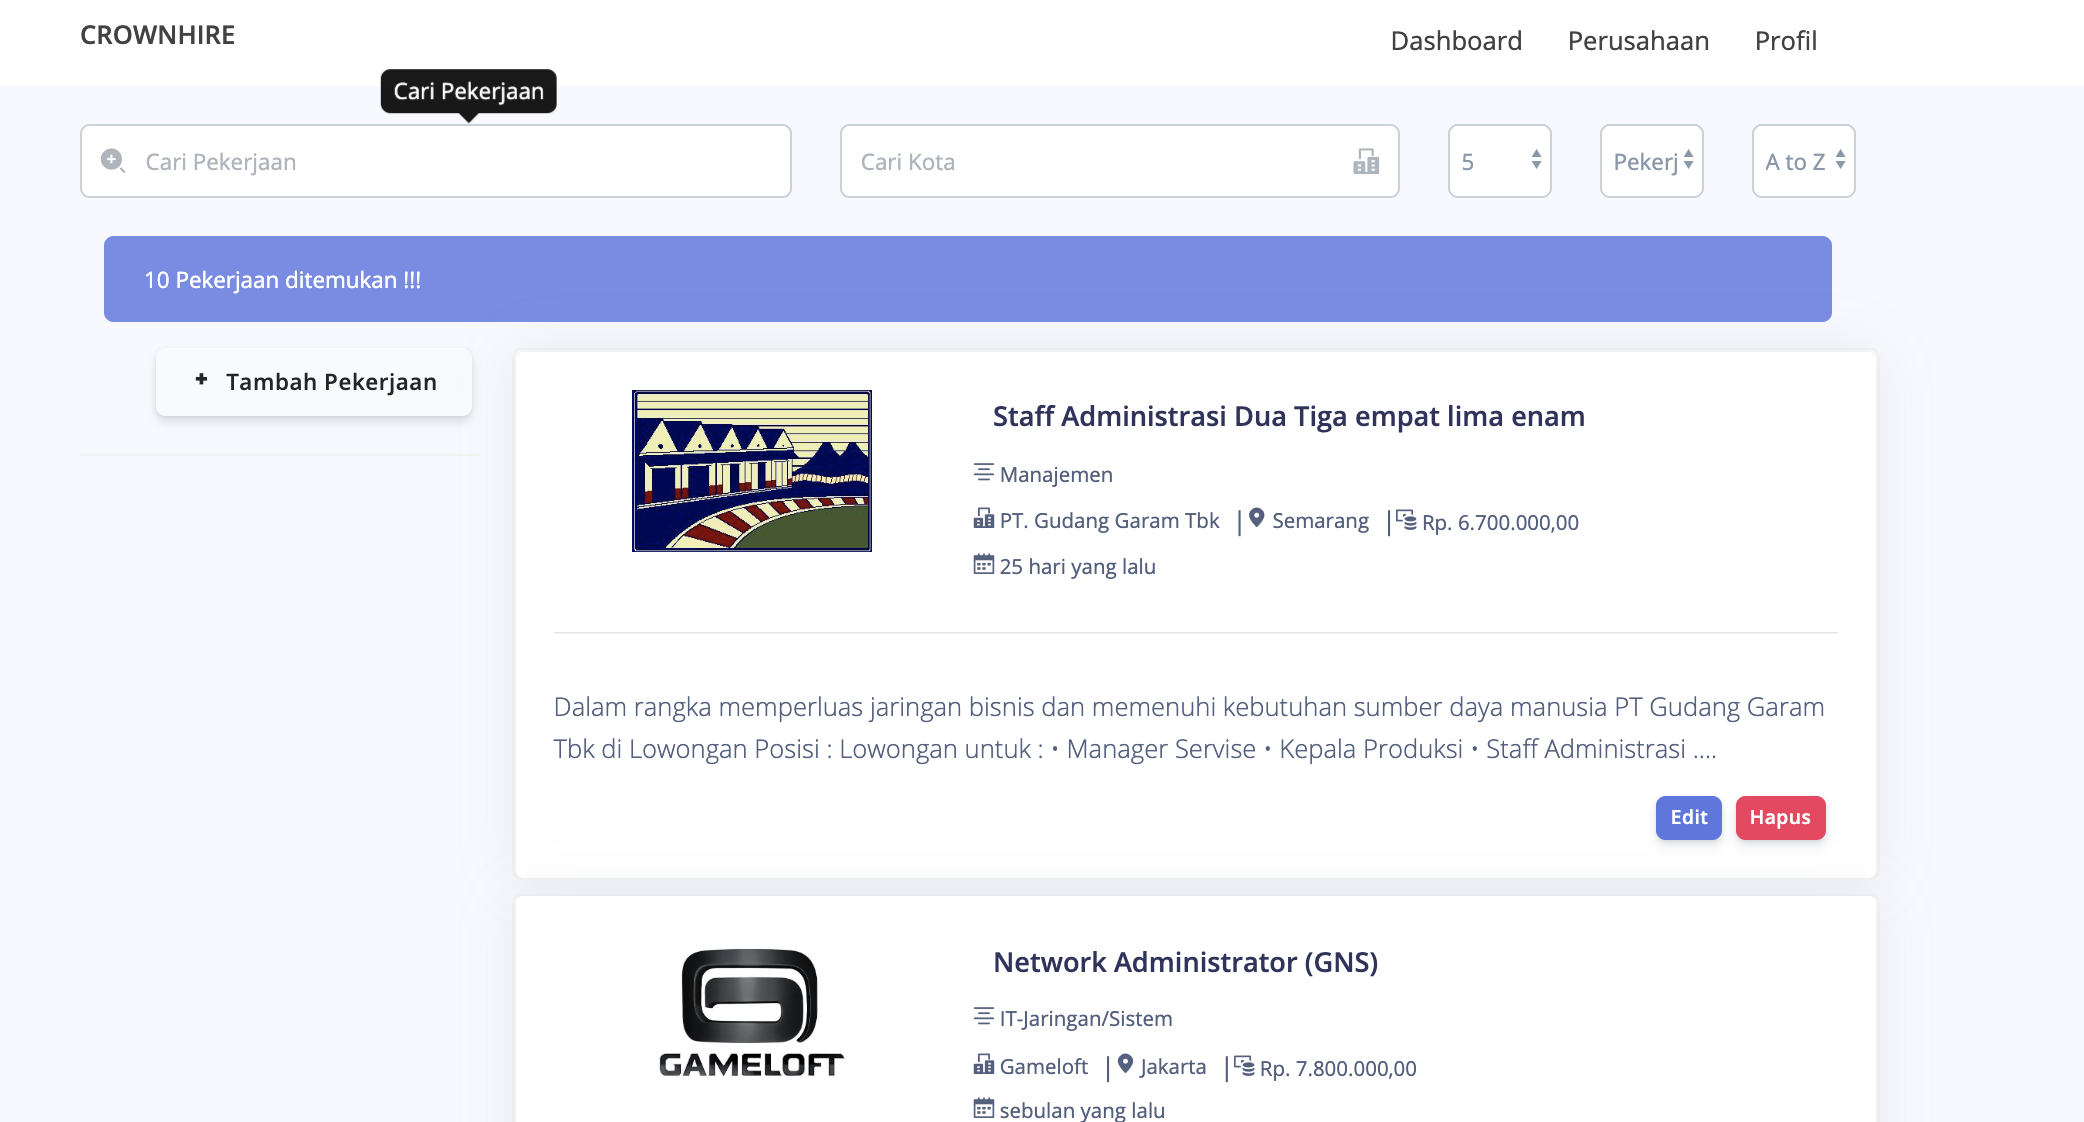 CROWNHIRE
Dashboard Perusahaan Profil
Cari Pekerjaan
Cari Pekerjaan Cari Kota 5 Pekerj A to Z
10 Pekerjaan ditemukan !!!
+ Tambah Pekerjaan
Staff Administrasi Dua Tiga empat lima enam
Manajemen
PT. Gudang Garam Tbk | Semarang | Rp. 6.700.000,00
25 hari yang lalu
Dalam rangka memperluas jaringan bisnis dan memenuhi kebutuhan sumber daya manusia PT Gudang Garam
Tbk di Lowongan Posisi : Lowongan untuk : • Manager Servise • Kepala Produksi • Staff Administrasi ....
Edit Hapus
GAMELOFT
Network Administrator (GNS)
IT-Jaringan/Sistem
Gameloft | Jakarta | Rp. 7.800.000,00
sebulan yang lalu